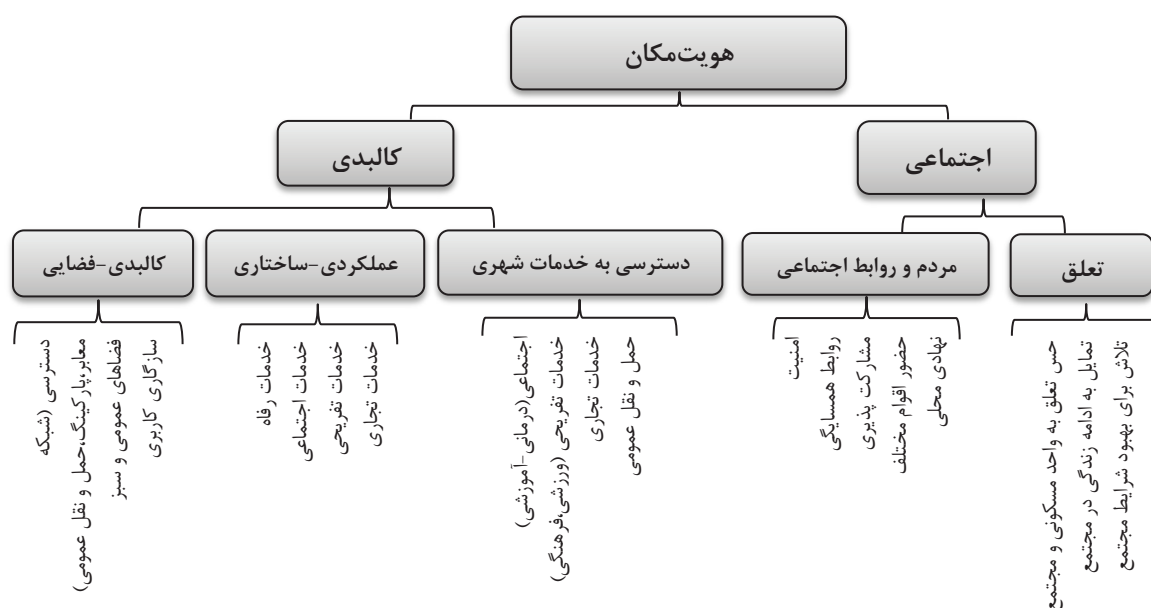 هویت‌مکان
اجتماعی
کالبدی
تعلق
مردم و روابط اجتماعی
دسترسی به خدمات شهری
عملکردی-ساختاری
کالبدی-فضایی
حس تعلق به واحد مسکونی و مجتمع
تمایل به ادامه زندگی در مجتمع
تلاش برای بهبود شرایط مجتمع
امنیت
روابط همسایگی
مشارکت پذیری
حضور اقوام مختلف
نهادی محلی
اجتماعی(درمانی-آموزشی)
خدمات تفریحی (ورزشی،فرهنگی)
خدمات تجاری
حمل و نقل عمومی
خدمات رفاه
خدمات اجتماعی
خدمات تفریحی
خدمات تجاری
دسترسی (شبکه
معابر،پارکینگ،حمل و نقل عمومی)
فضاهای عمومی و سبز
سازگاری کاربری